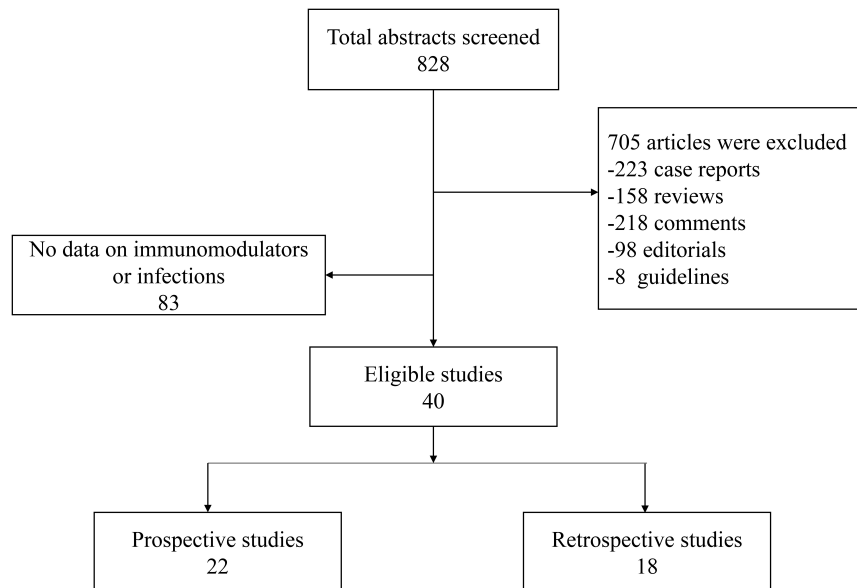 Total abstracts screened
828
705 articles were excluded
-223 case reports
-158 reviews
-218 comments
-98 editorials
-8  guidelines
No data on immunomodulators
or infections
83
Eligible studies
40
Prospective studies
22
Retrospective studies
18